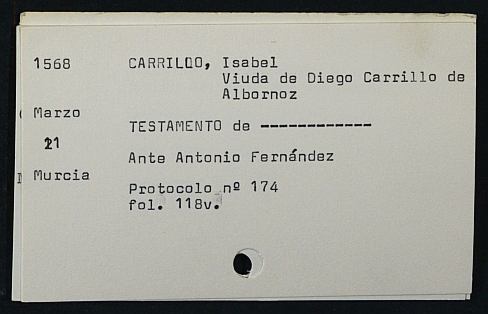 1568 CARRILLO, Isabel
Viuda de Diego Carrillo de
Albornoz
Marzo
TESTAMENTO de ------------
21
Ante Antonio Fernández
Murcia
Protocolo nº 174
fol. 118v.